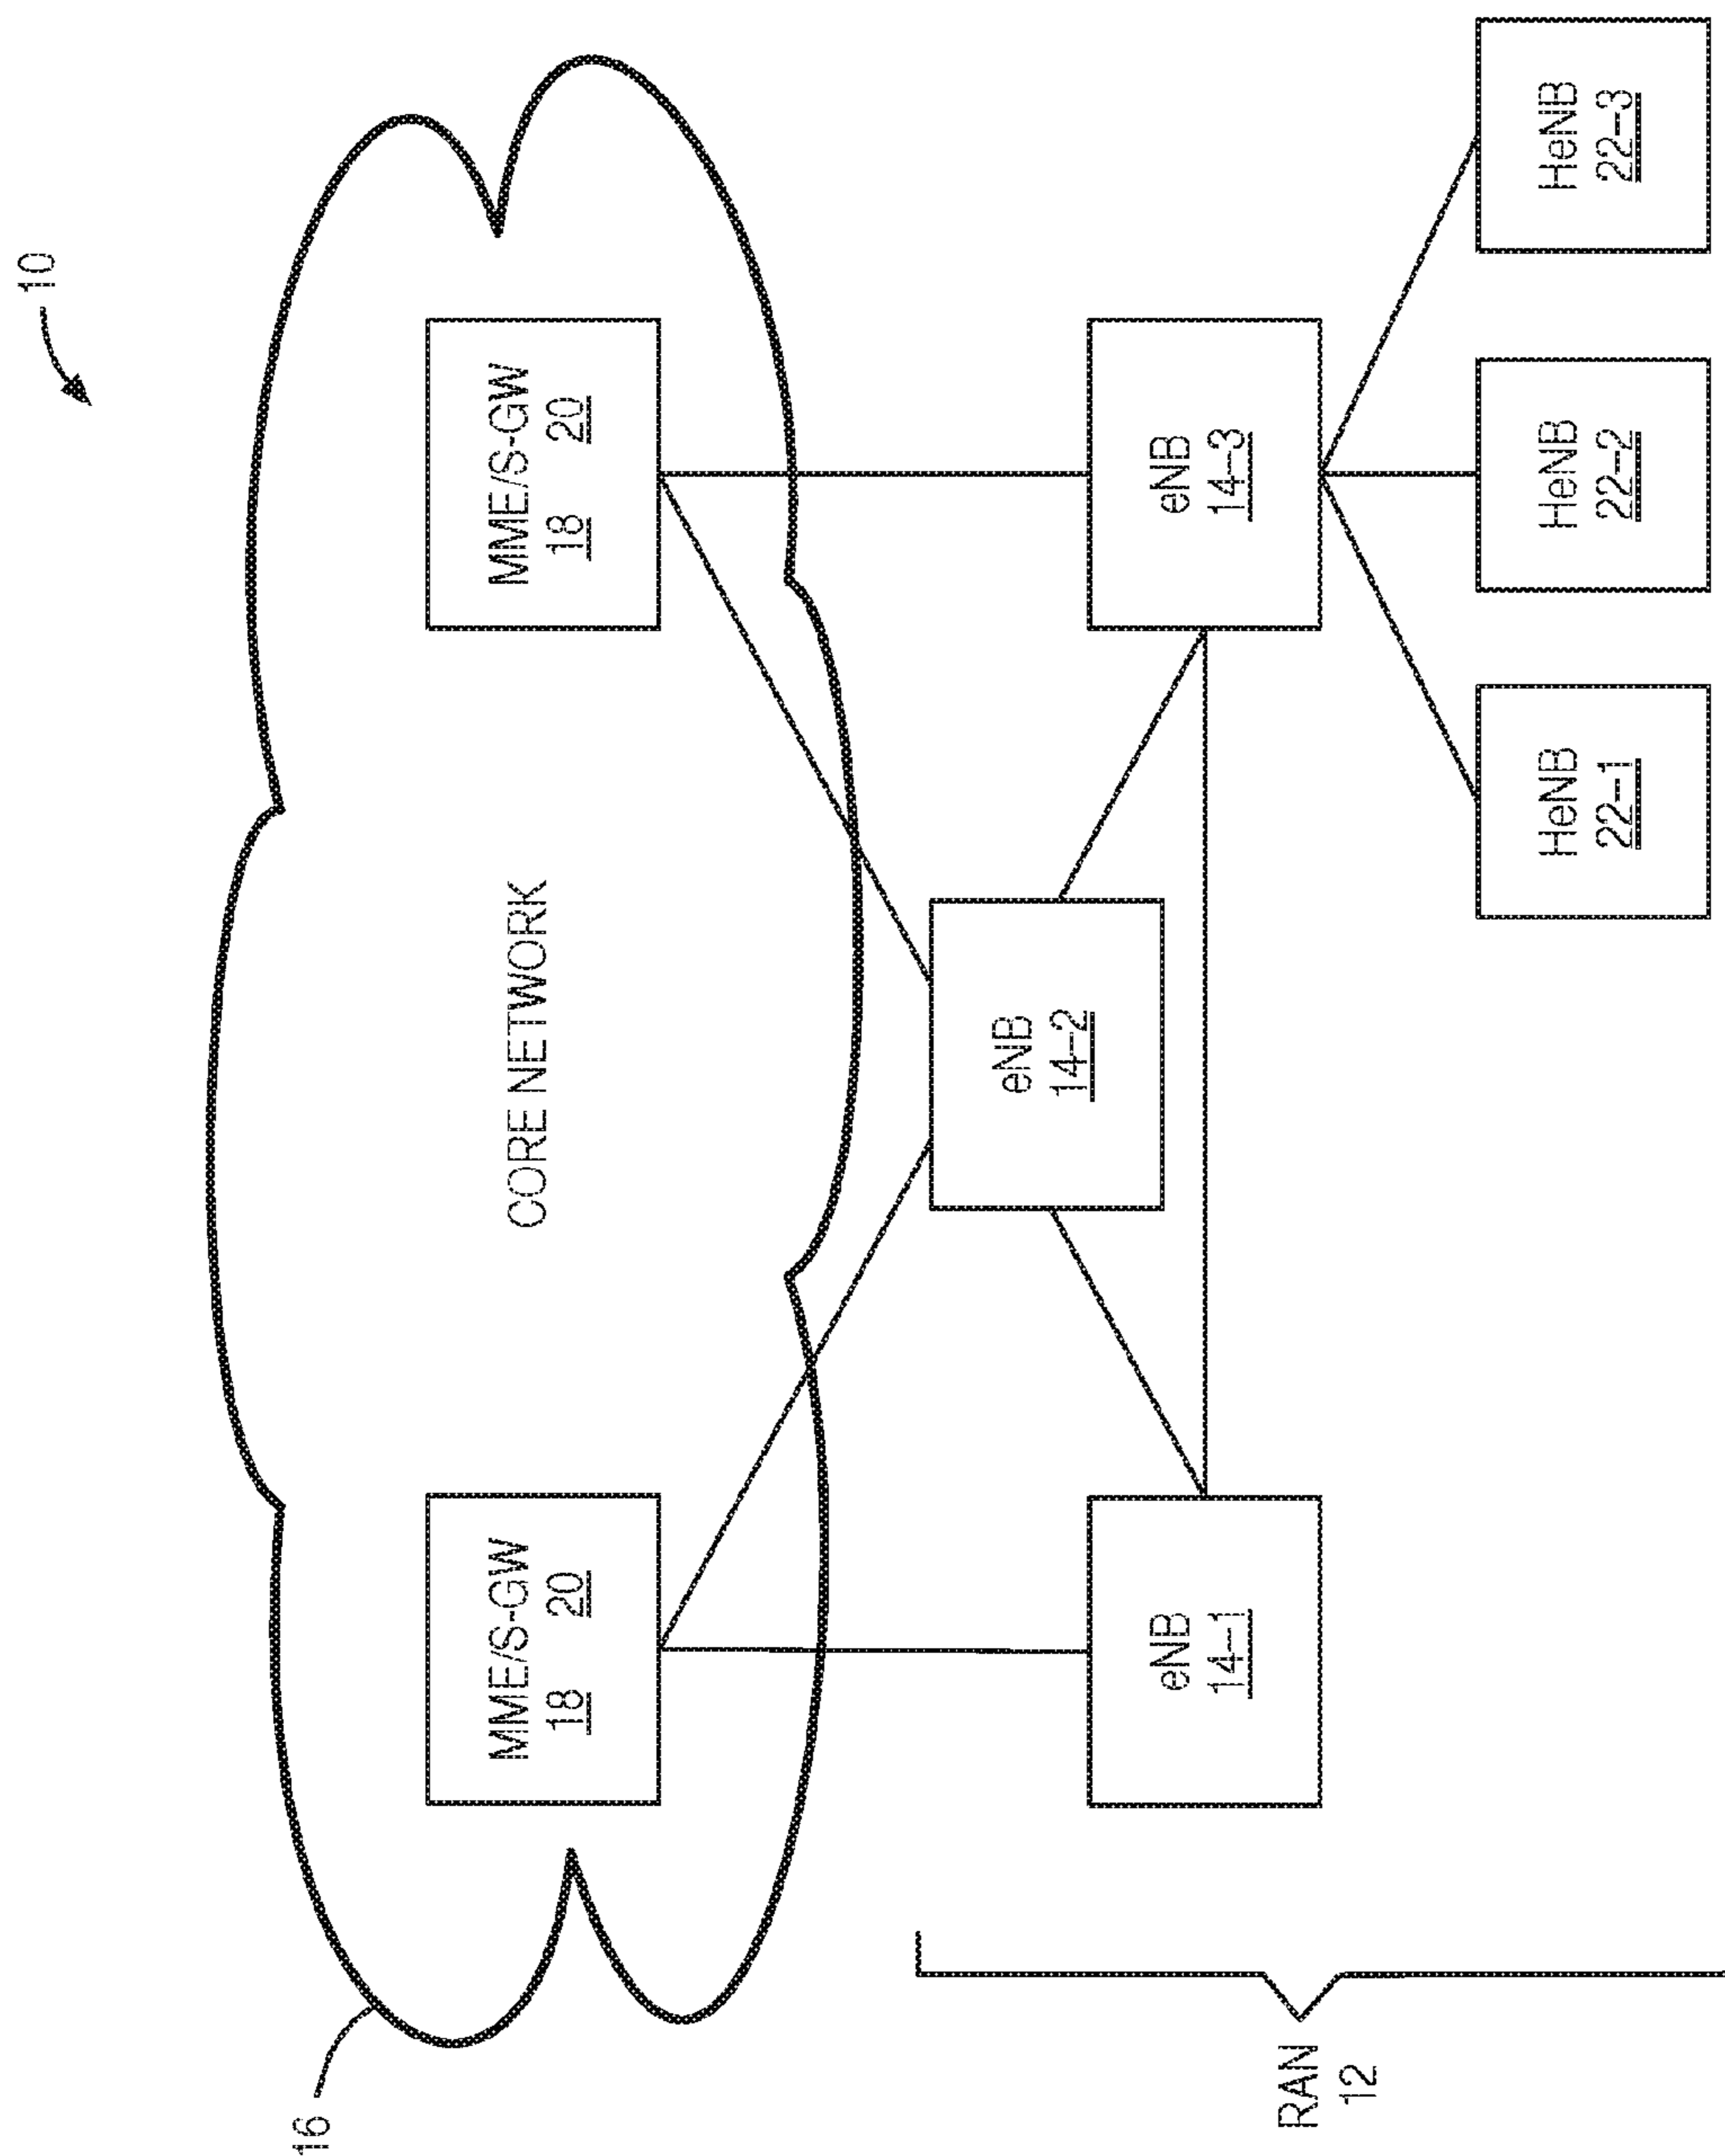 10
16
CORE NETWORK
MME/S-GW
18 20
MME/S-GW
18 20
eNB
14-2
eNB
14-1
eNB
14-3
RAN
12
HeNB
22-1
HeNB
22-2
HeNB
22-3